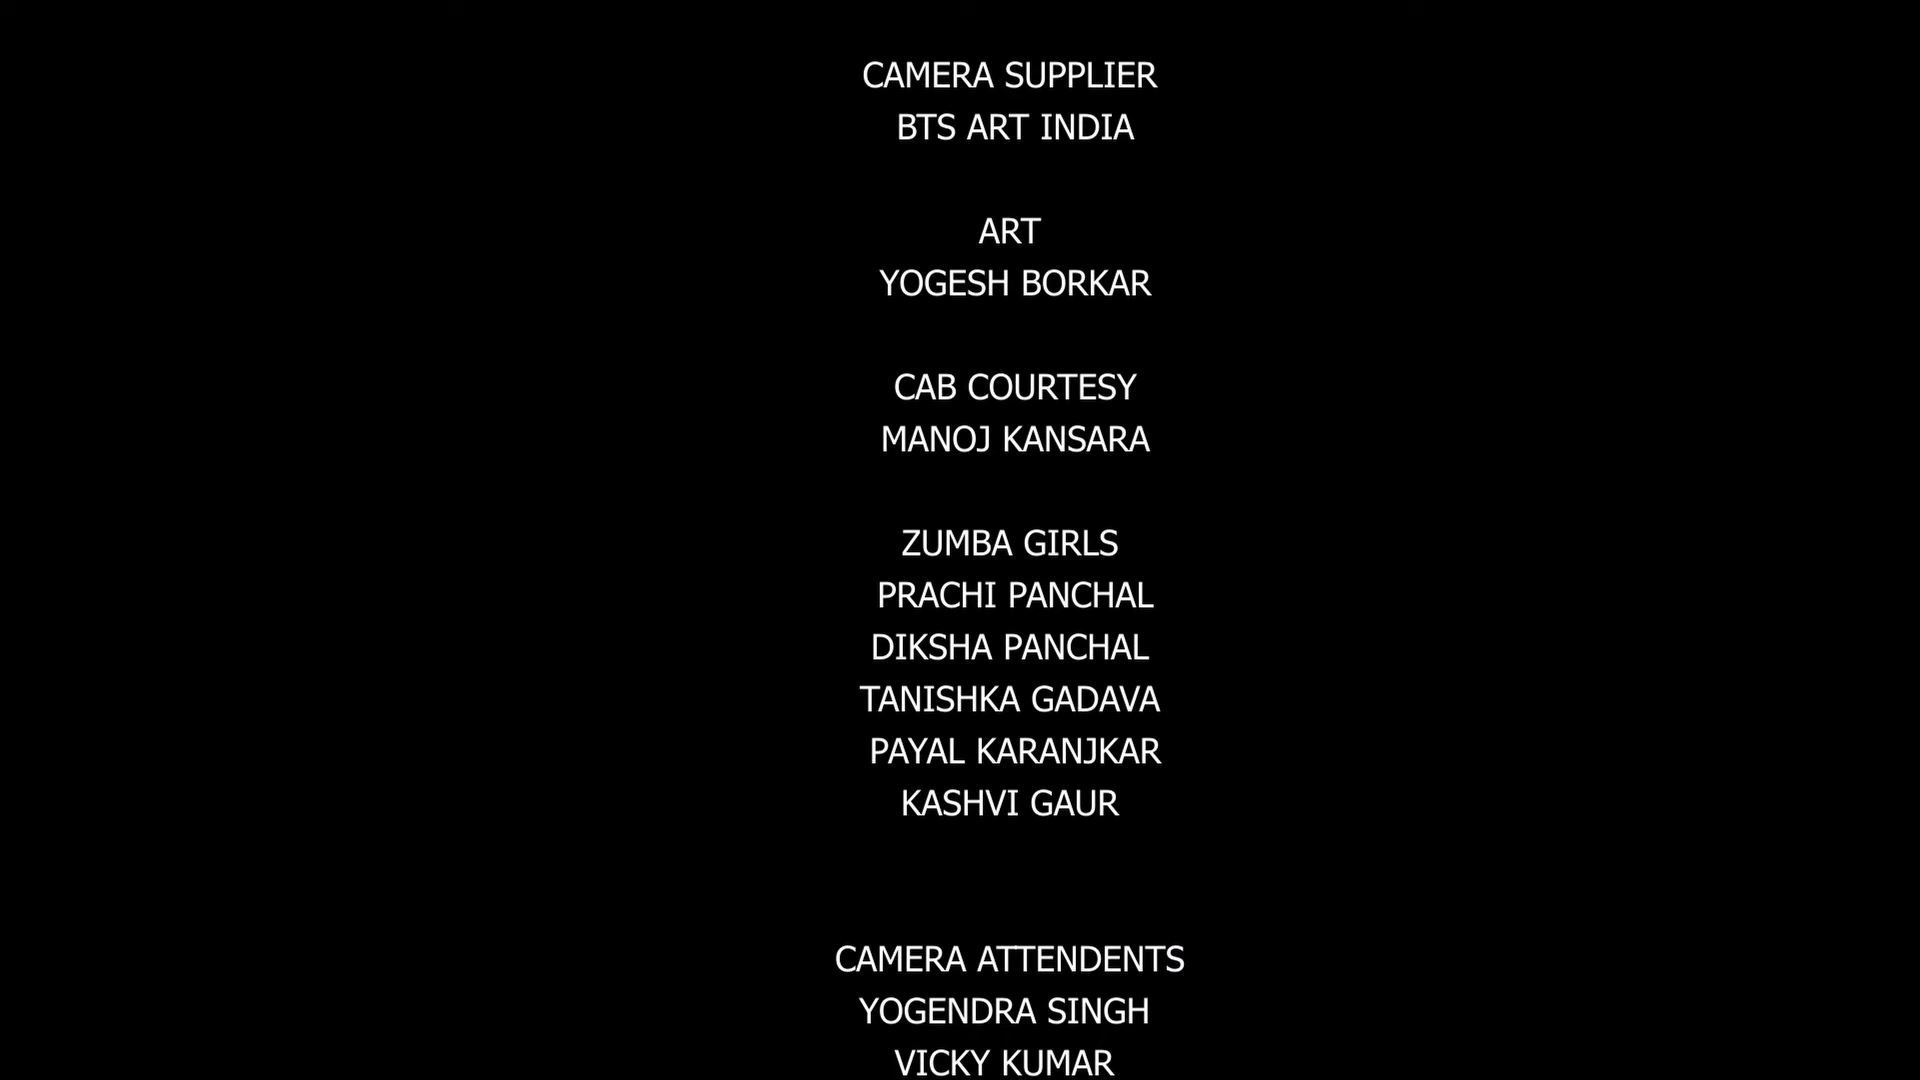 CAMERA SUPPLIER
BTS ART INDIA
ART
YOGESH BORKAR
CAB COURTESY
MANOJ KANSARA
ZUMBA GIRLS
PRACHI PANCHAL
DIKSHA PANCHAL
TANISHKA GADAVA
PAYAL KARANJKAR
KASHVI GAUR
CAMERA ATTENDENTS
YOGENDRA SINGH
VICKY KUMAR